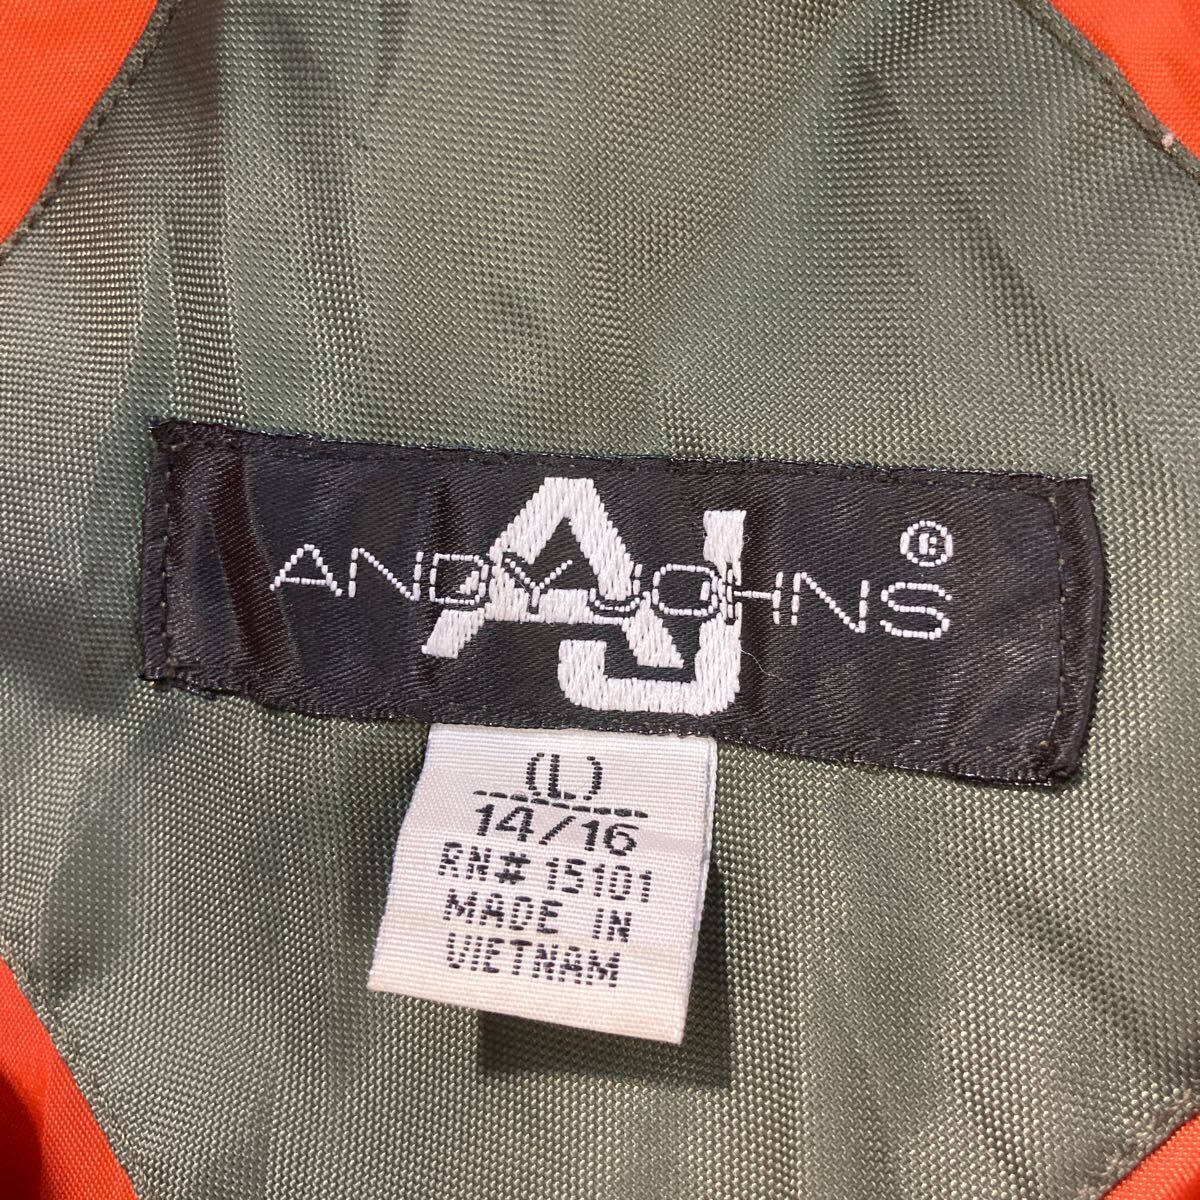 AJ
ANDY JOHNS ®
(L)
14/16
RN# 15101
MADE IN
VIETNAM